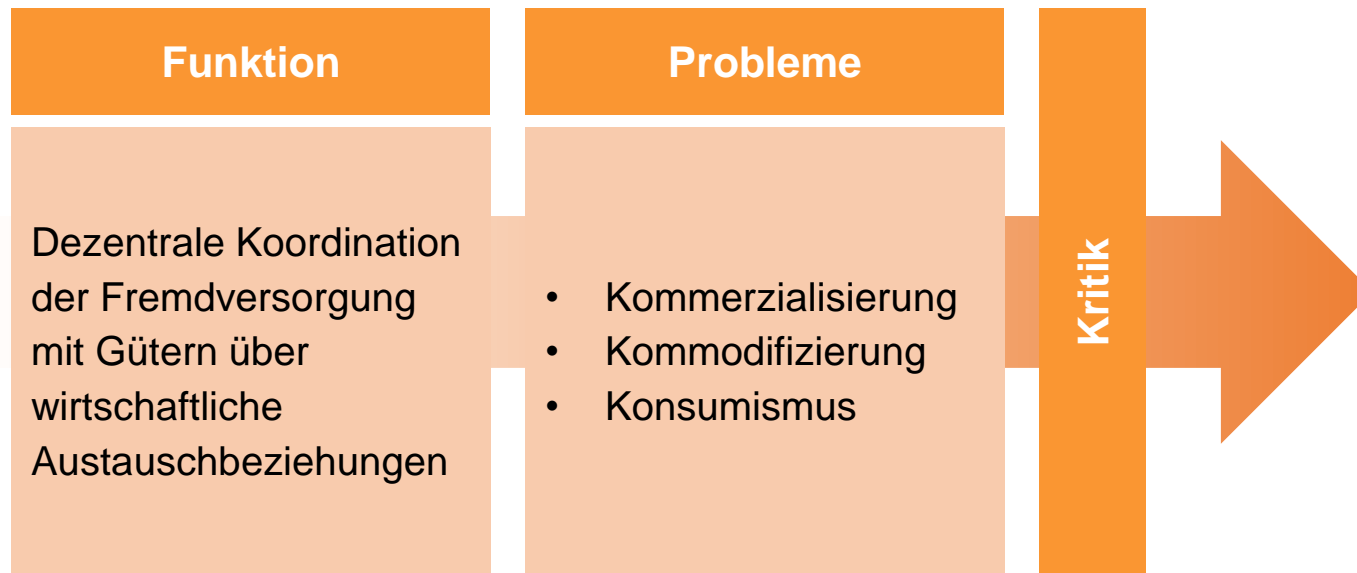 Funktion
Dezentrale Koordination
der Fremdversorgung
mit Gütern über
wirtschaftliche
Austauschbeziehungen
Probleme
• Kommerzialisierung
• Kommodifizierung
• Konsumismus
Kritik